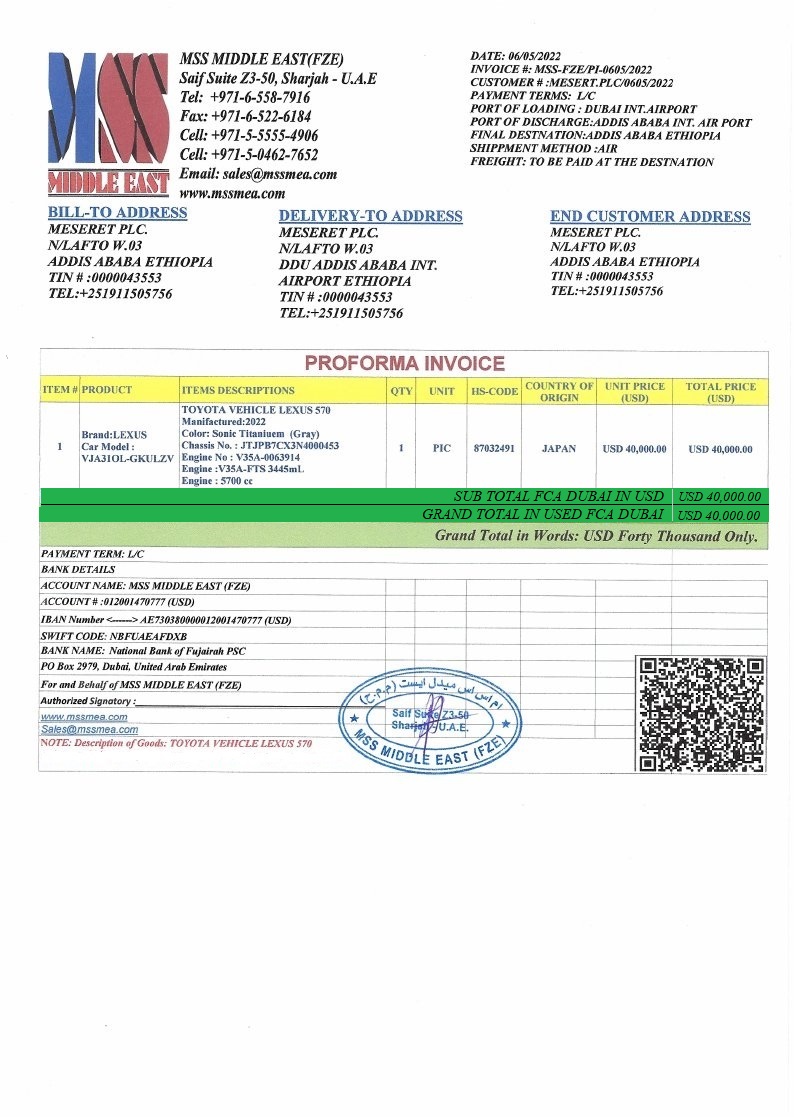 MSS
MIDDLE EAST
MSS MIDDLE EAST(FZE)
Saif Suite Z3-50, Sharjah - U.A.E
Tel: +971-6-558-7916
Fax: +971-6-522-6184
Cell: +971-5-5555-4906
Cell: +971-5-0462-7652
Email: sales@mssmea.com
www.mssmea.com
DATE: 06/05/2022
INVOICE #: MSS-FZE/PI-0605/2022
CUSTOMER # :MESERT.PLC/0605/2022
PAYMENT TERMS: L/C
PORT OF LOADING : DUBAI INT.AIRPORT
PORT OF DISCHARGE:ADDIS ABABA INT. AIR PORT
FINAL DESTNATION:ADDIS ABABA ETHIOPIA
SHIPPMENT METHOD :AIR
FREIGHT: TO BE PAID AT THE DESTNATION
BILL-TO ADDRESS
MESERET PLC.
N/LAFTO W.03
ADDIS ABABA ETHIOPIA
TIN # :0000043553
TEL:+251911505756
DELIVERY-TO ADDRESS
MESERET PLC.
N/LAFTO W.03
DDU ADDIS ABABA INT.
AIRPORT ETHIOPIA
TIN # :0000043553
TEL:+251911505756
END CUSTOMER ADDRESS
MESERET PLC.
N/LAFTO W.03
ADDIS ABABA ETHIOPIA
TIN # :0000043553
TEL:+251911505756
PROFORMA INVOICE
ITEM # PRODUCT ITEMS DESCRIPTIONS QTY UNIT HS-CODE COUNTRY OF ORIGIN UNIT PRICE (USD) TOTAL PRICE (USD)
1
Brand:LEXUS
Car Model :
VJA31OL-GKULZV
TOYOTA VEHICLE LEXUS 570
Manifactured:2022
Color: Sonic Titaniuem (Gray)
Chassis No. : JTJPB7CX3N4000453
Engine No : V35A-0063914
Engine :V35A-FTS 3445mL
Engine : 5700 cc
1 PIC 87032491 JAPAN USD 40,000.00 USD 40,000.00
SUB TOTAL FCA DUBAI IN USD USD 40,000.00
GRAND TOTAL IN USED FCA DUBAI USD 40,000.00
Grand Total in Words: USD Forty Thousand Only.
PAYMENT TERM: L/C
BANK DETAILS
ACCOUNT NAME: MSS MIDDLE EAST (FZE)
ACCOUNT # :012001470777 (USD)
IBAN Number <------> AE730380000012001470777 (USD)
SWIFT CODE: NBFUAEAFDXB
BANK NAME: National Bank of Fujairah PSC
PO Box 2979, Dubai, United Arab Emirates
For and Behalf of MSS MIDDLE EAST (FZE)
Authorized Signatory :
www.mssmea.com
Sales@mssmea.com
NOTE: Description of Goods: TOYOTA VEHICLE LEXUS 570
ام اس اس ميدل ايست (م.م.ح)
Saif Suite Z3-50
Sharjah U.A.E.
MSS MIDDLE EAST (FZE)